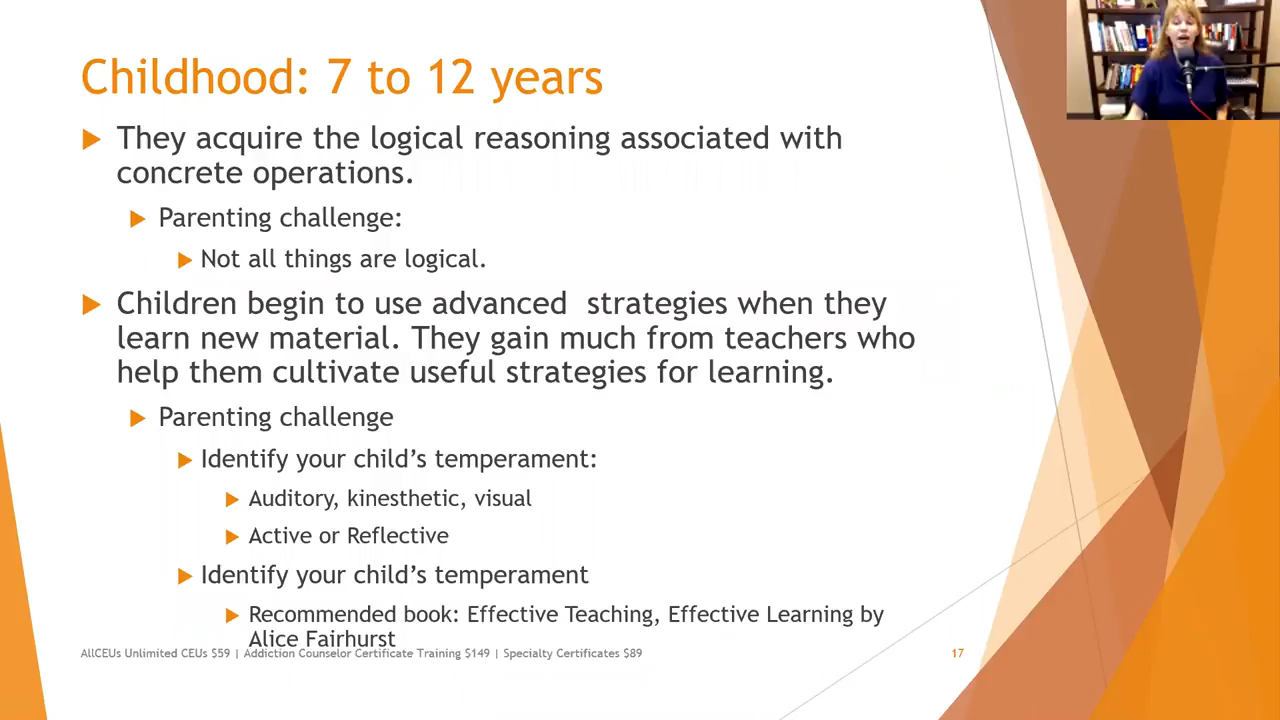 Childhood: 7 to 12 years
They acquire the logical reasoning associated with
concrete operations.
Parenting challenge:
Not all things are logical.
Children begin to use advanced  strategies when they
learn new material. They gain much from teachers who
help them cultivate useful strategies for learning.
Parenting challenge
Identify your child’s temperament:
Auditory, kinesthetic, visual
Active or Reflective
Identify your child’s temperament
Recommended book: Effective Teaching, Effective Learning by
Alice Fairhurst
AllCEUs Unlimited CEUs $59 | Addiction Counselor Certificate Training $149 | Specialty Certificates $89
17